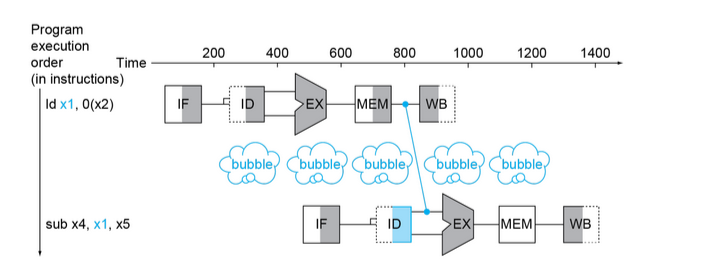 Program
execution
order
(in instructions)
Time
200 400 600 800 1000 1200 1400
ld x1, 0(x2)
IF ID EX MEM WB
bubble bubble bubble bubble bubble
sub x4, x1, x5
IF ID EX MEM WB